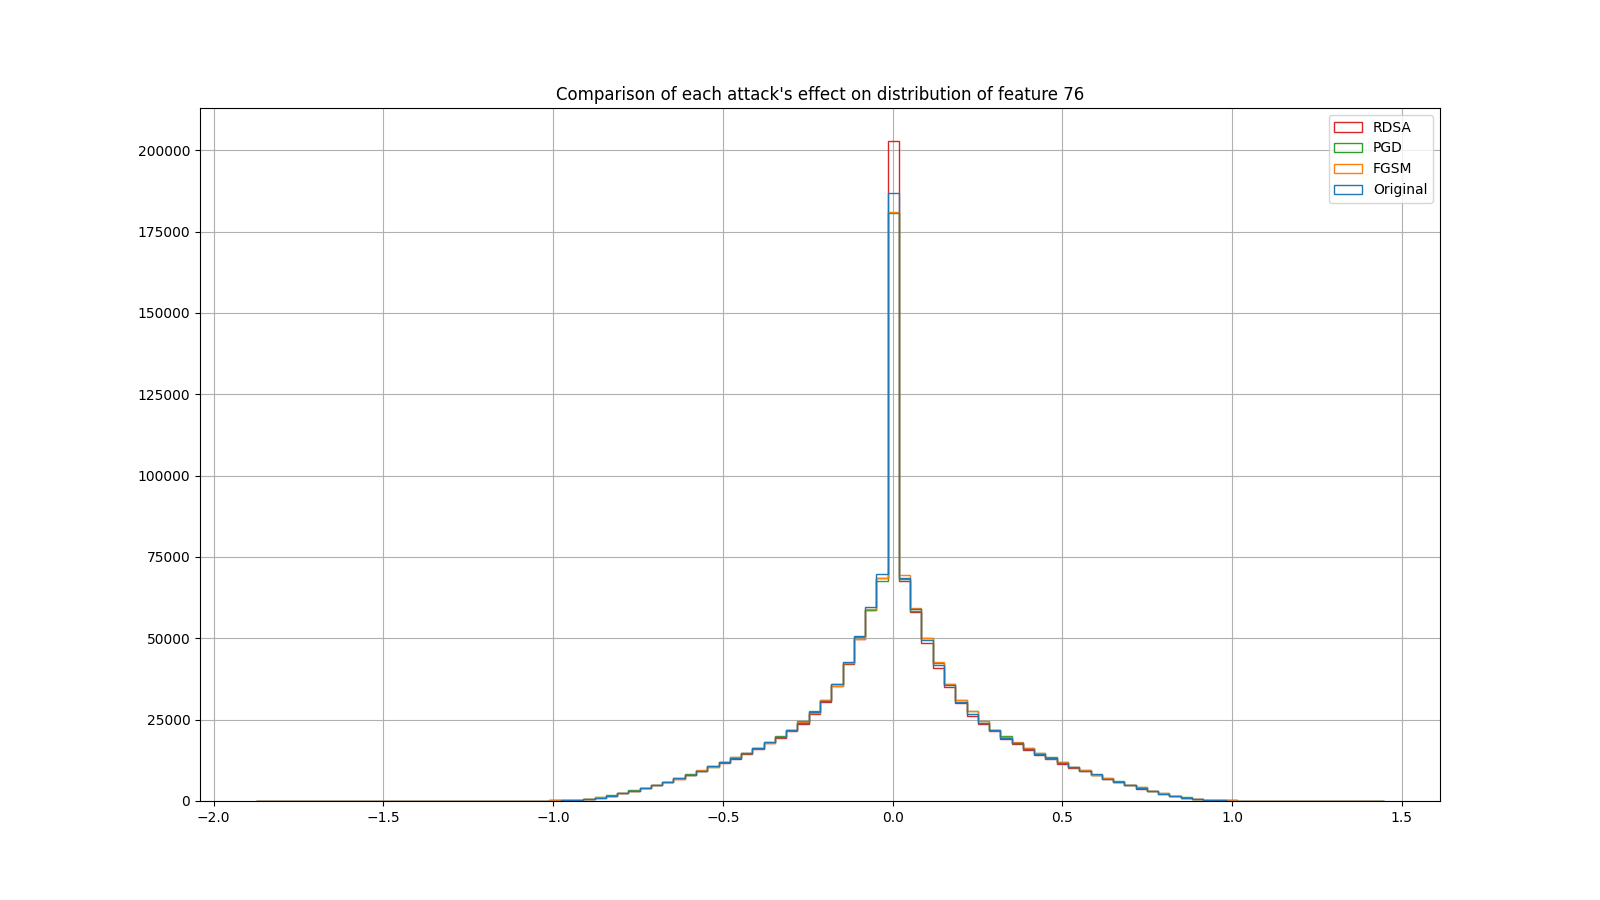 Comparison of each attack's effect on distribution of feature 76
RDSA
PGD
FGSM
Original
200000
175000
150000
125000
100000
75000
50000
25000
0
−2.0 −1.5 −1.0 −0.5 0.0 0.5 1.0 1.5